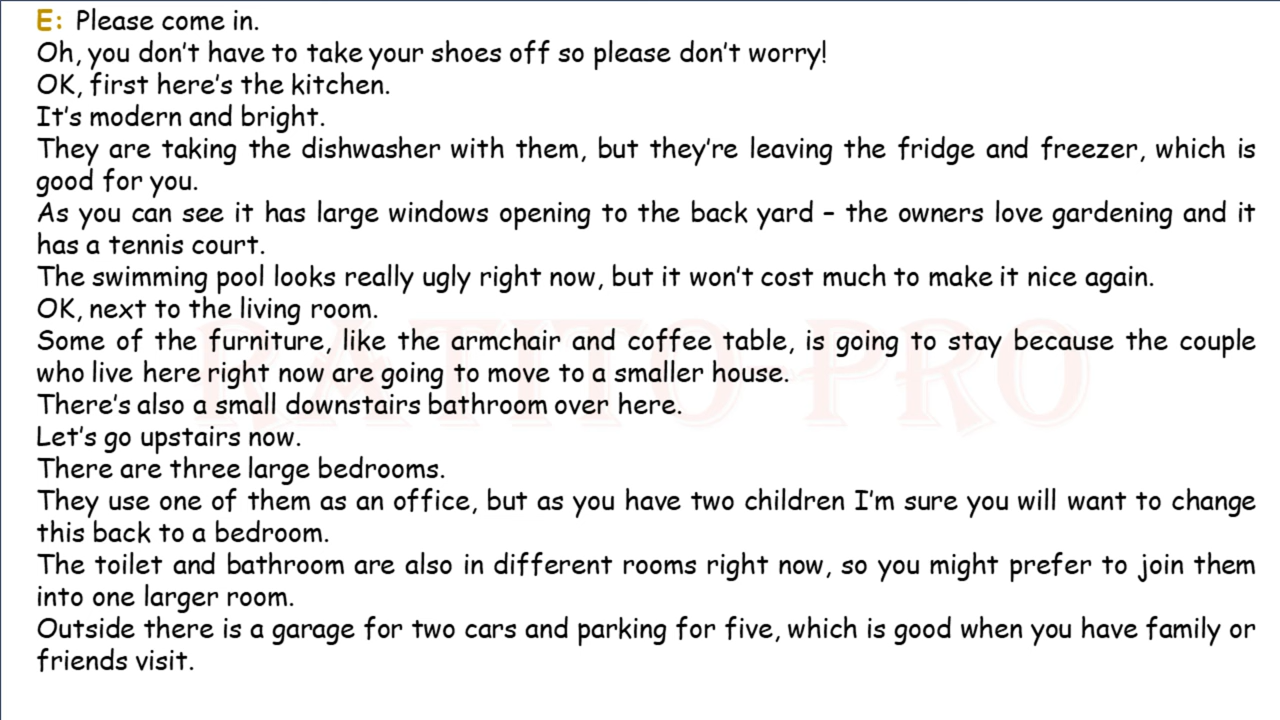 E: Please come in.
Oh, you don't have to take your shoes off so please don't worry!
OK, first here's the kitchen.
It's modern and bright.
They are taking the dishwasher with them, but they're leaving the fridge and freezer, which is
good for you.
As you can see it has large windows opening to the back yard – the owners love gardening and it
has a tennis court.
The swimming pool looks really ugly right now, but it won't cost much to make it nice again.
OK, next to the living room.
Some of the furniture, like the armchair and coffee table, is going to stay because the couple
who live here right now are going to move to a smaller house.
There's also a small downstairs bathroom over here.
Let's go upstairs now.
There are three large bedrooms.
They use one of them as an office, but as you have two children I'm sure you will want to change
this back to a bedroom.
The toilet and bathroom are also in different rooms right now, so you might prefer to join them
into one larger room.
Outside there is a garage for two cars and parking for five, which is good when you have family or
friends visit.
RATITO PRO